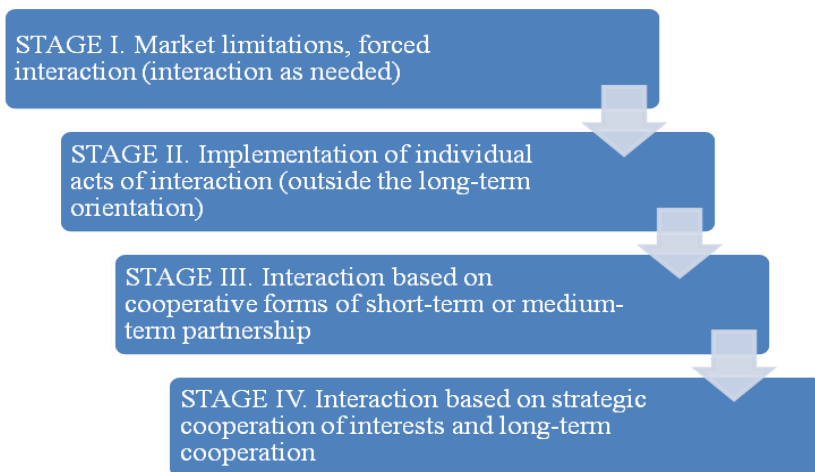 STAGE I. Market limitations, forced
interaction (interaction as needed)
STAGE II. Implementation of individual
acts of interaction (outside the long-term
orientation)
STAGE III. Interaction based on
cooperative forms of short-term or medium-
term partnership
STAGE IV. Interaction based on strategic
cooperation of interests and long-term
cooperation